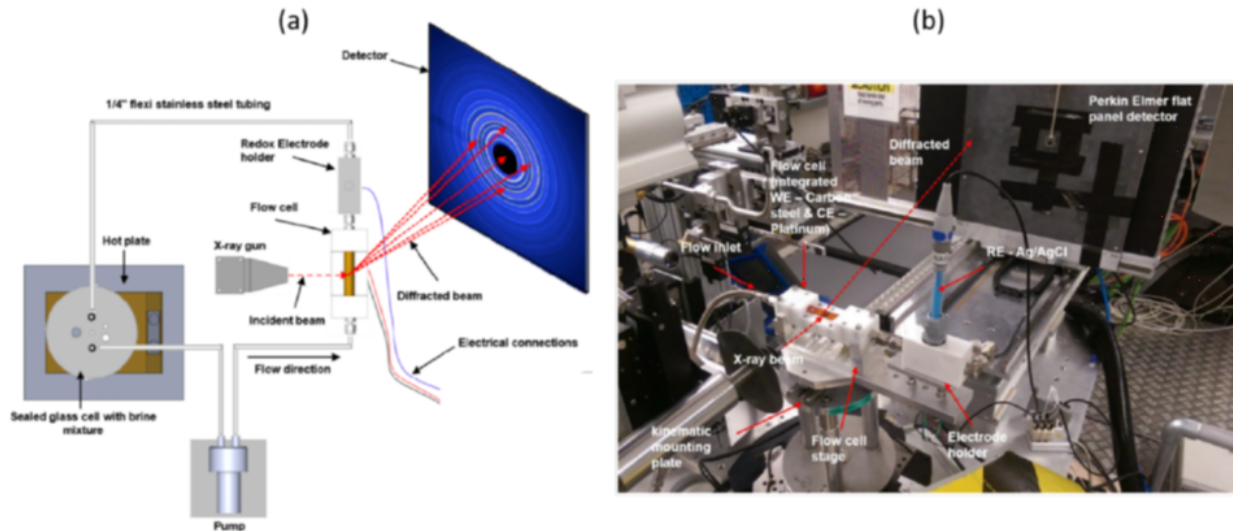 (a)
Detector
1/4" flexi stainless steel tubing
Redox Electrode
holder
Flow cell
X-ray gun
Hot plate
Incident beam
Diffracted beam
Electrical connections
Flow direction
Sealed glass cell with brine
mixture
Pump
(b)
Perkin Elmer flat
panel detector
Diffracted
beam
Flow cell
(integrated
WE – Carbon
steel & CE -
Platinum)
Flow inlet
RE - Ag/AgCl
X-ray beam
kinematic
mounting
plate
Flow cell
stage
Electrode
holder